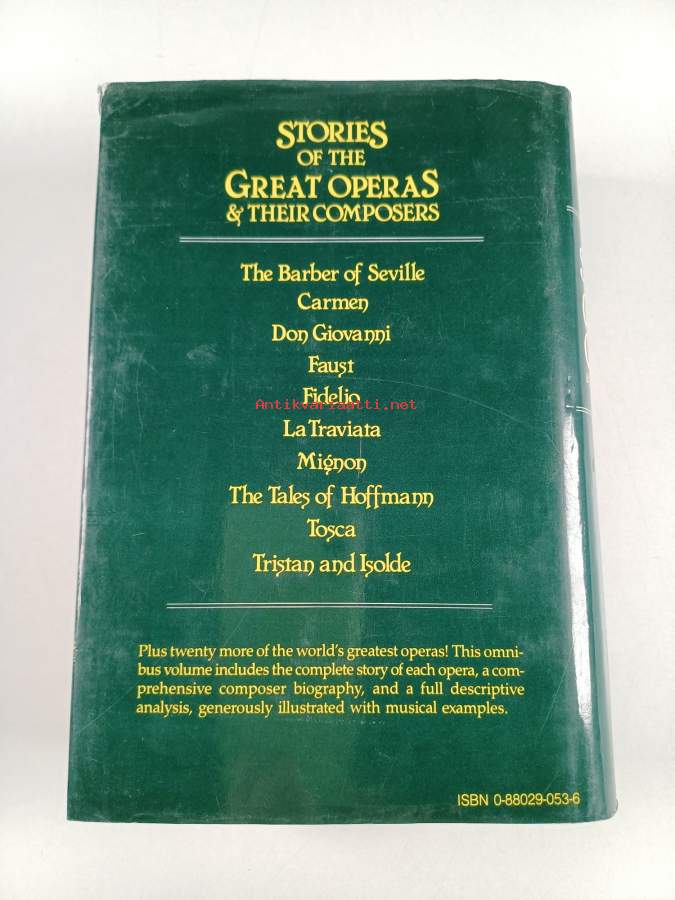 STORIES
OF THE
GREAT OPERAS
& THEIR COMPOSERS
The Barber of Seville
Carmen
Don Giovanni
Faust
Fidelio
Antikvariaatti.net
La Traviata
Mignon
The Tales of Hoffmann
Tosca
Tristan and Isolde
Plus twenty more of the world's greatest operas! This omni-
bus volume includes the complete story of each opera, a com-
prehensive composer biography, and a full descriptive
analysis, generously illustrated with musical examples.
ISBN 0-88029-053-6